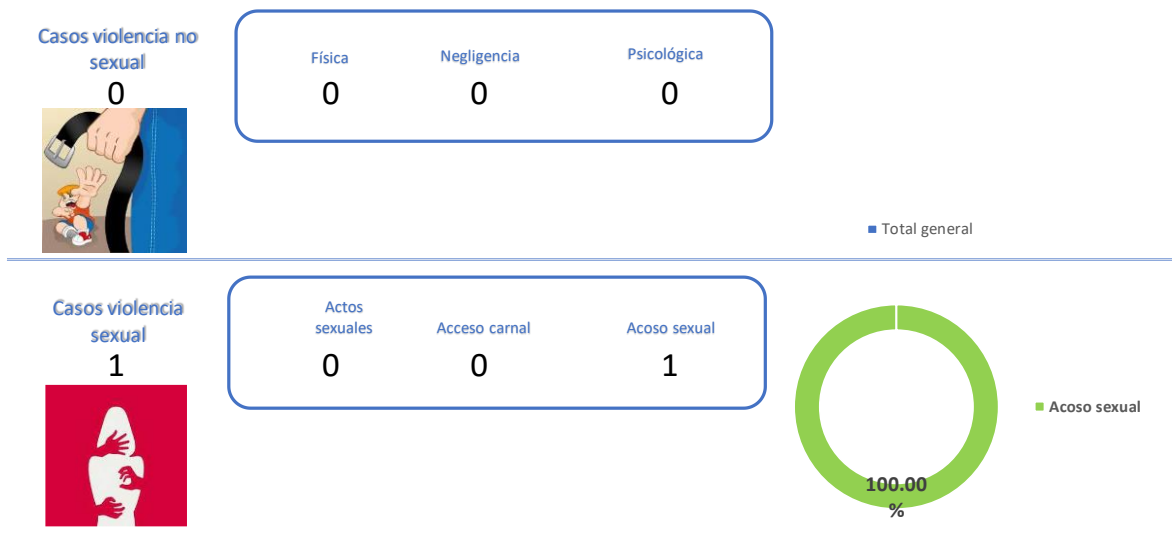 Casos violencia no
sexual
0
Física
Negligencia
Psicológica
0
0
0
Total general
Casos violencia
sexual
1
Actos
sexuales
Acceso carnal
Acoso sexual
0
0
1
Acoso sexual
100.00
%